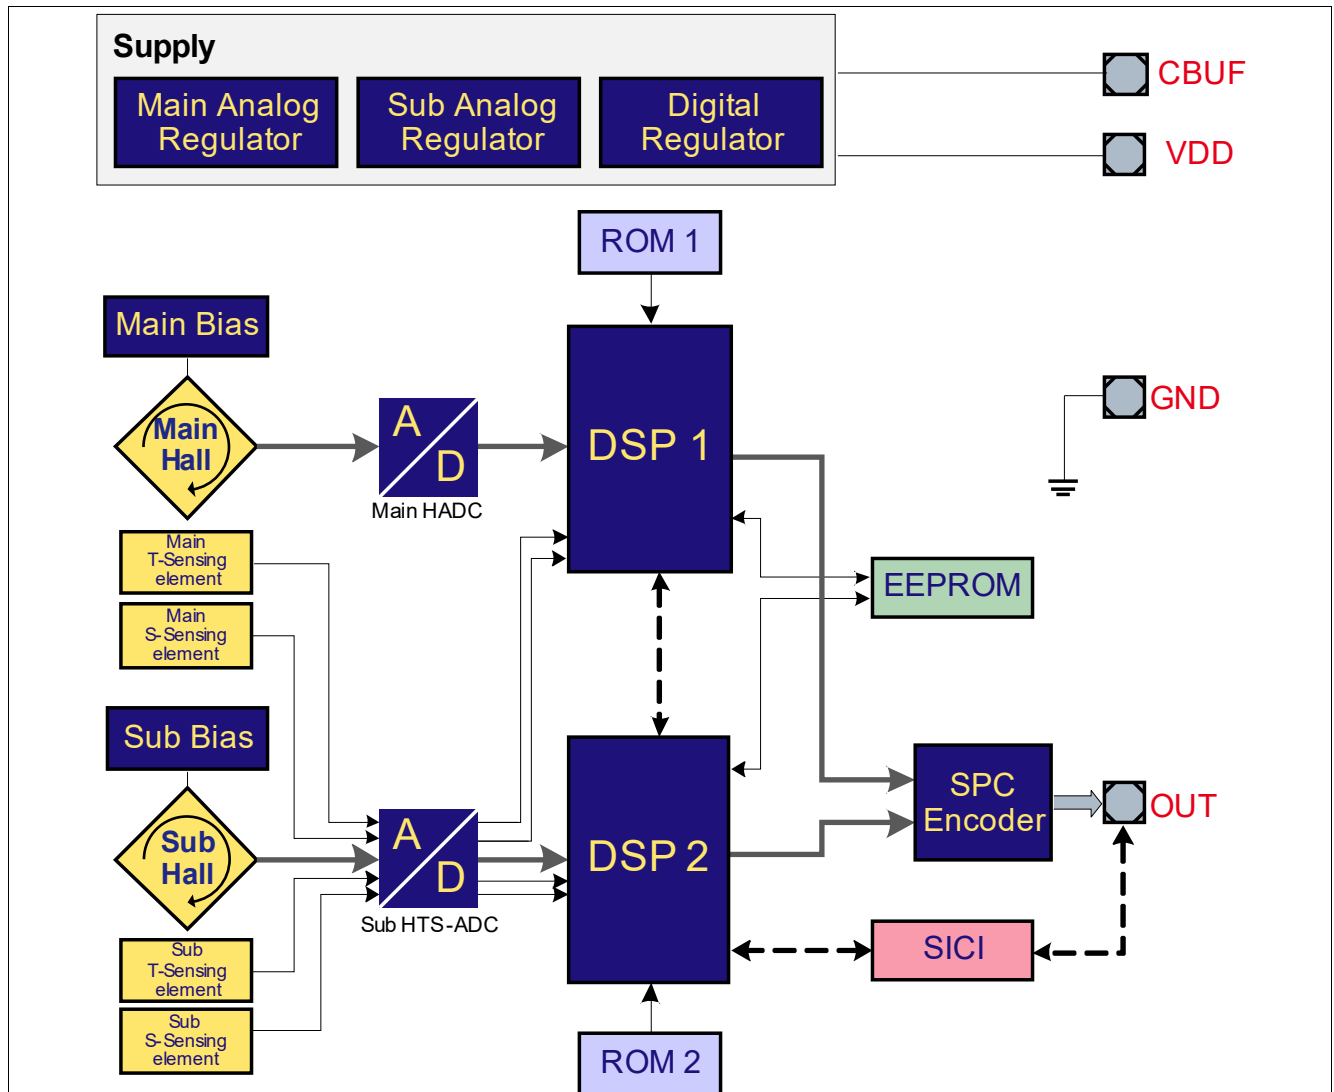 Supply
Main Analog
Regulator
Sub Analog
Regulator
Digital
Regulator
CBUF
VDD
ROM 1
Main Bias
Main
Hall
A
D
Main HADC
DSP 1
GND
Main
T-Sensing
element
Main
S-Sensing
element
EEPROM
Sub Bias
Sub
Hall
A
D
Sub HTS-ADC
DSP 2
SPC
Encoder
OUT
SICI
Sub
T-Sensing
element
Sub
S-Sensing
element
ROM 2